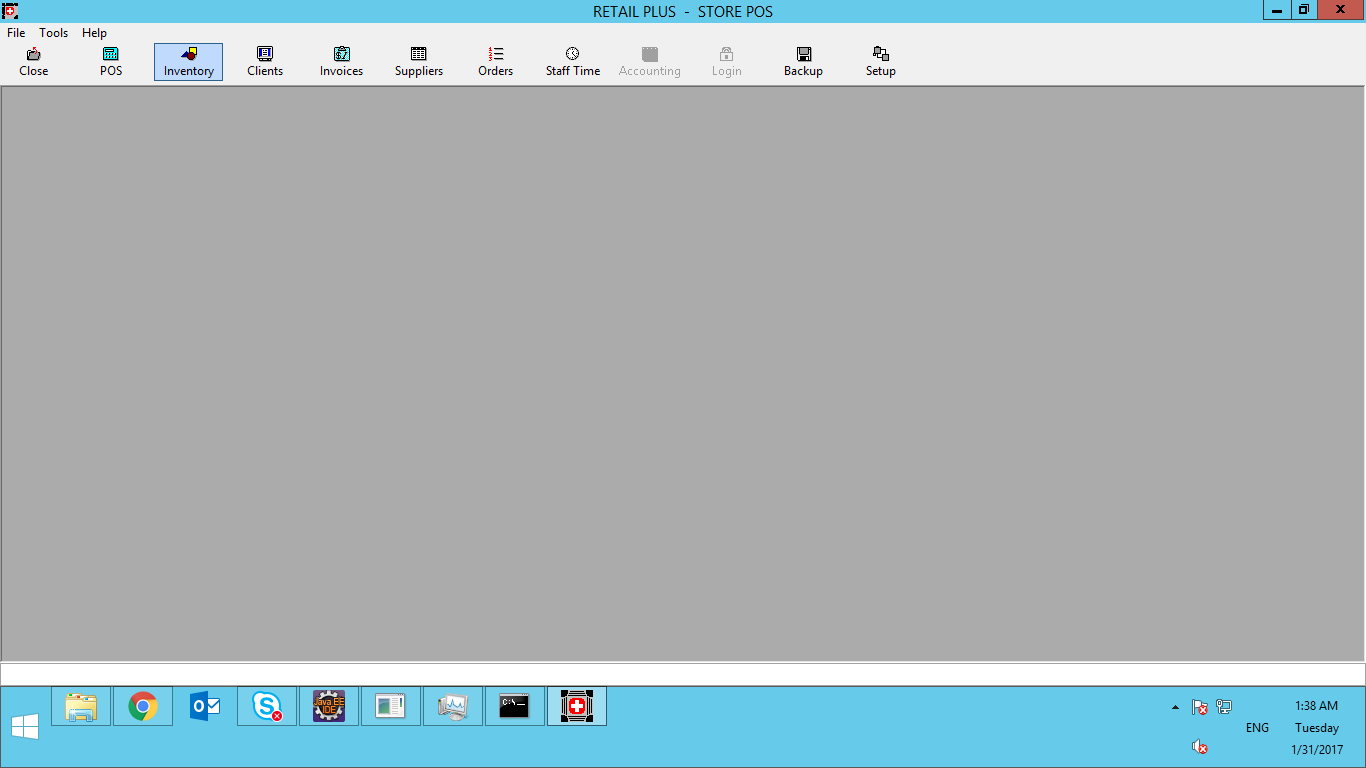 RETAIL PLUS - STORE POS
File Tools Help
Close POS Inventory Clients Invoices Suppliers Orders Staff Time Accounting Login Backup Setup
Java EE
IDE
C:\
1:38 AM
ENG Tuesday
1/31/2017